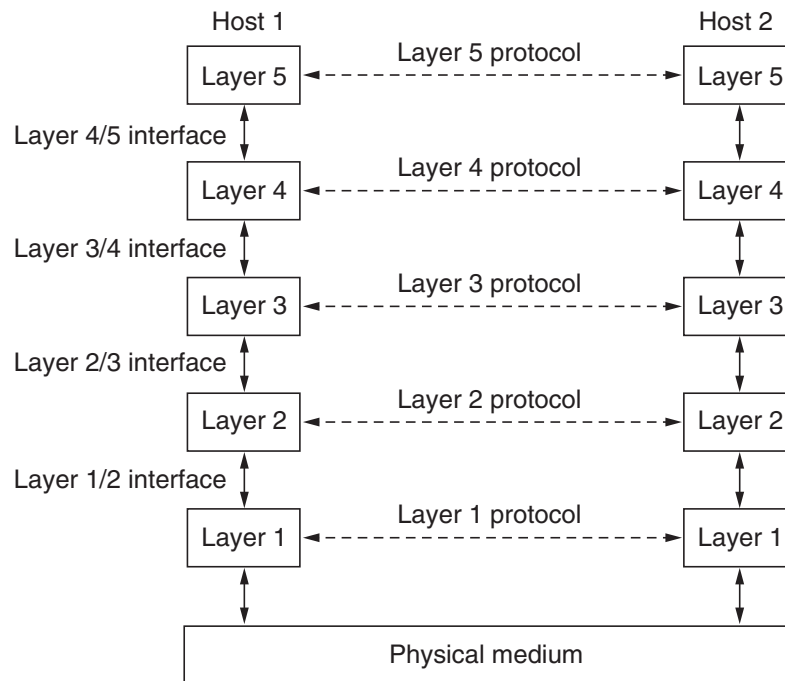 Host 1
Host 2
Layer 5
Layer 5 protocol
Layer 5
Layer 4/5 interface
Layer 4
Layer 4 protocol
Layer 4
Layer 3/4 interface
Layer 3
Layer 3 protocol
Layer 3
Layer 2/3 interface
Layer 2
Layer 2 protocol
Layer 2
Layer 1/2 interface
Layer 1
Layer 1 protocol
Layer 1
Physical medium